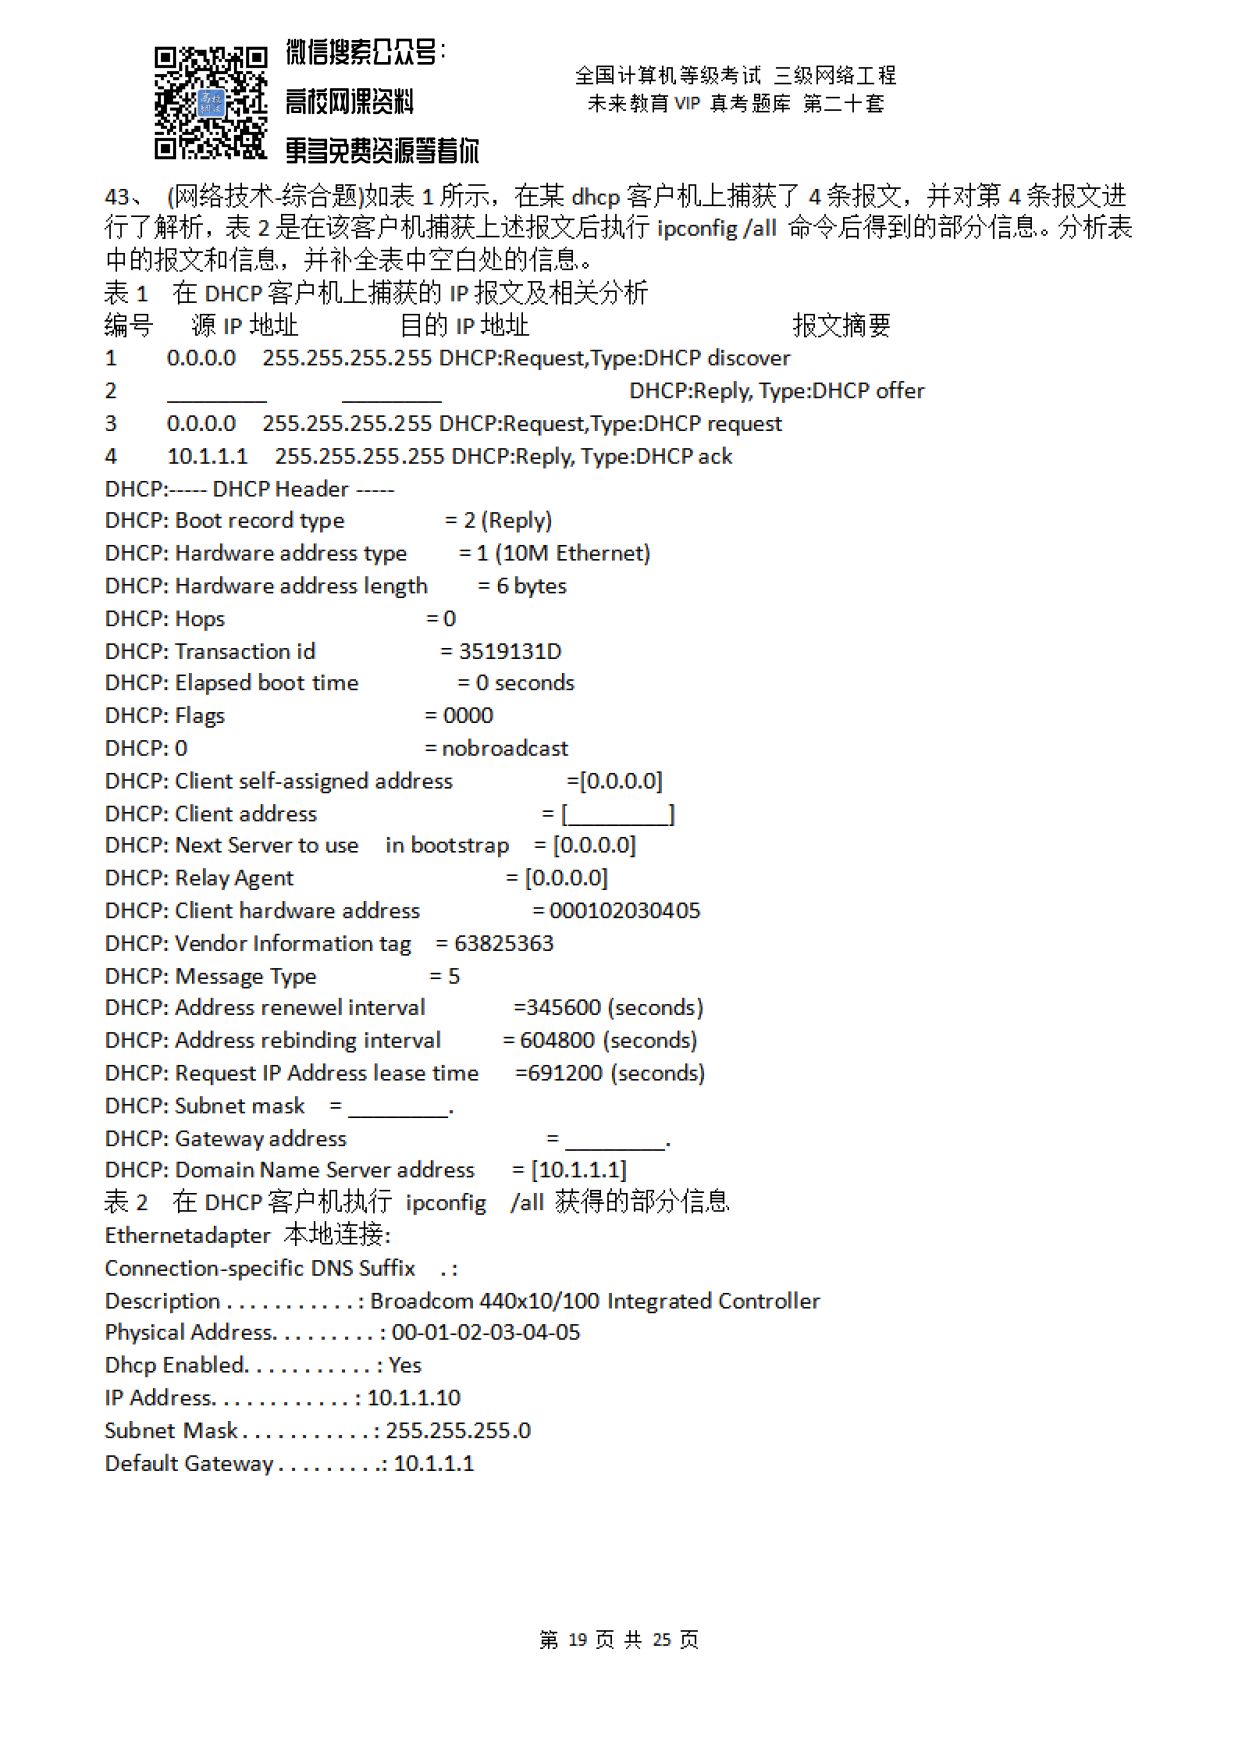 微信搜索公众号：
高校网课资料
更多免费资源等着你
高校
网课
全国计算机等级考试 三级网络工程
未来教育 VIP 真考题库 第二十套
43、 (网络技术-综合题)如表 1 所示，在某 dhcp 客户机上捕获了 4 条报文，并对第 4 条报文进
行了解析，表 2 是在该客户机捕获上述报文后执行 ipconfig /all 命令后得到的部分信息。分析表
中的报文和信息，并补全表中空白处的信息。
表 1 在 DHCP 客户机上捕获的 IP 报文及相关分析
编号 源 IP 地址 目的 IP 地址 报文摘要
1 0.0.0.0 255.255.255.255 DHCP:Request,Type:DHCP discover
2 ________ ________ DHCP:Reply, Type:DHCP offer
3 0.0.0.0 255.255.255.255 DHCP:Request,Type:DHCP request
4 10.1.1.1 255.255.255.255 DHCP:Reply, Type:DHCP ack
DHCP:----- DHCP Header -----
DHCP: Boot record type = 2 (Reply)
DHCP: Hardware address type = 1 (10M Ethernet)
DHCP: Hardware address length = 6 bytes
DHCP: Hops = 0
DHCP: Transaction id = 3519131D
DHCP: Elapsed boot time = 0 seconds
DHCP: Flags = 0000
DHCP: 0 = nobroadcast
DHCP: Client self-assigned address =[0.0.0.0]
DHCP: Client address = [________]
DHCP: Next Server to use in bootstrap = [0.0.0.0]
DHCP: Relay Agent = [0.0.0.0]
DHCP: Client hardware address = 000102030405
DHCP: Vendor Information tag = 63825363
DHCP: Message Type = 5
DHCP: Address renewel interval =345600 (seconds)
DHCP: Address rebinding interval = 604800 (seconds)
DHCP: Request IP Address lease time =691200 (seconds)
DHCP: Subnet mask = ________.
DHCP: Gateway address = ________.
DHCP: Domain Name Server address = [10.1.1.1]
表 2 在 DHCP 客户机执行 ipconfig /all 获得的部分信息
Ethernetadapter 本地连接:
Connection-specific DNS Suffix . :
Description . . . . . . . . . . . : Broadcom 440x10/100 Integrated Controller
Physical Address. . . . . . . . . : 00-01-02-03-04-05
Dhcp Enabled. . . . . . . . . . . : Yes
IP Address. . . . . . . . . . . . : 10.1.1.10
Subnet Mask . . . . . . . . . . . : 255.255.255.0
Default Gateway . . . . . . . . .: 10.1.1.1
第 19 页 共 25 页